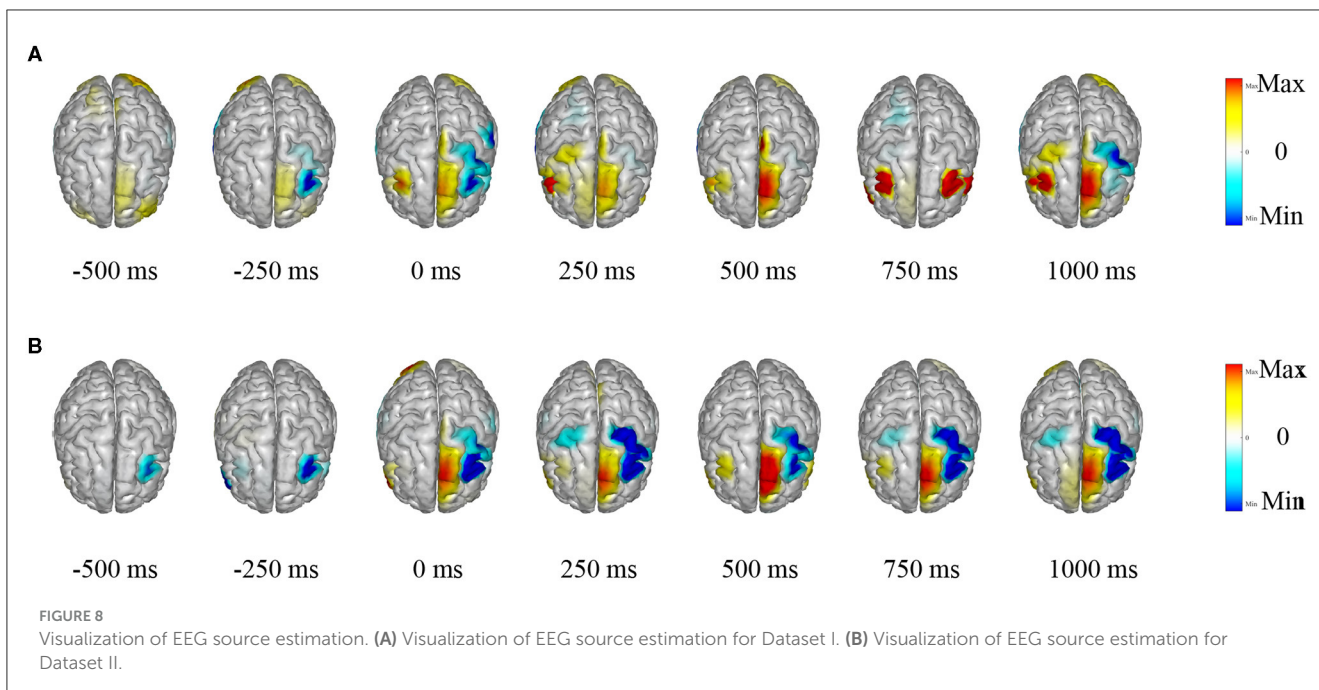 A
Max
Max
0
0
Min
Min
-500 ms -250 ms 0 ms 250 ms 500 ms 750 ms 1000 ms
B
Max
Max
0
0
Min
Min
-500 ms -250 ms 0 ms 250 ms 500 ms 750 ms 1000 ms
FIGURE 8
Visualization of EEG source estimation. (A) Visualization of EEG source estimation for Dataset I. (B) Visualization of EEG source estimation for
Dataset II.